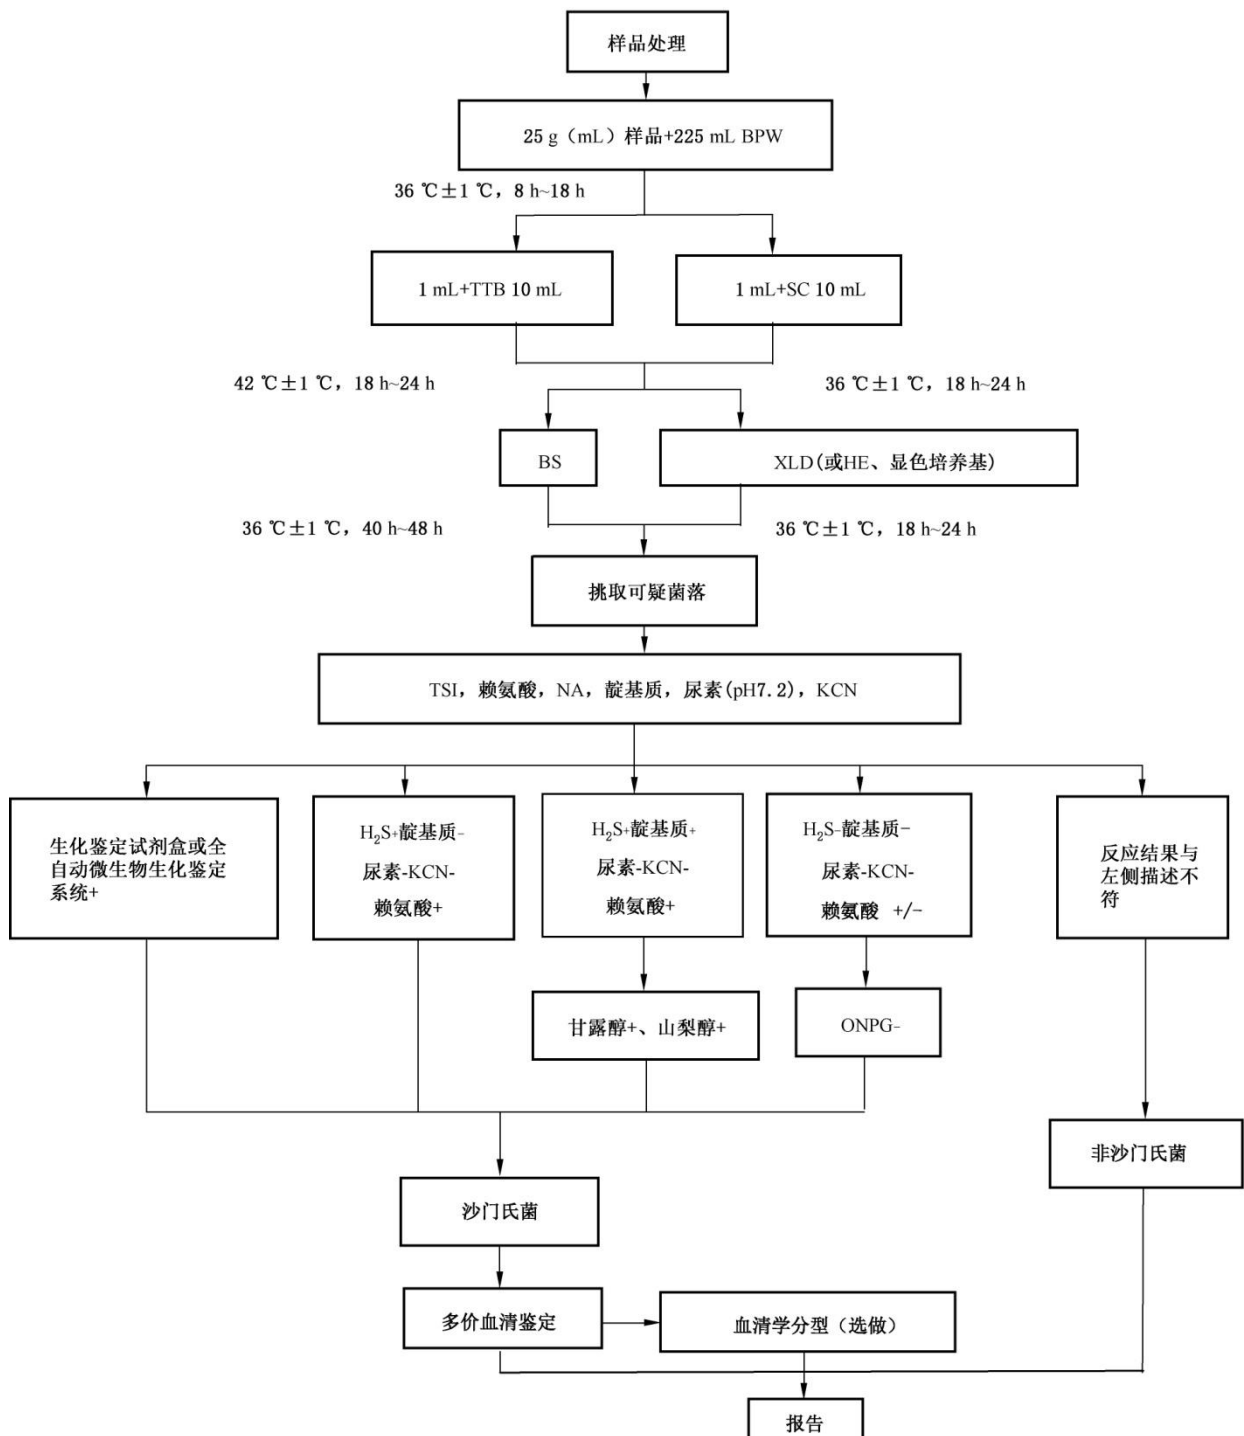 样品处理
25 g（mL）样品+225 mL BPW
36 ℃±1 ℃，8 h~18 h
1 mL+TTB 10 mL
1 mL+SC 10 mL
42 ℃±1 ℃，18 h~24 h
36 ℃±1 ℃，18 h~24 h
BS
XLD(或HE、显色培养基)
36 ℃±1 ℃，40 h~48 h
36 ℃±1 ℃，18 h~24 h
挑取可疑菌落
TSI，赖氨酸，NA，靛基质，尿素(pH7.2)，KCN
生化鉴定试剂盒或全
自动微生物生化鉴定
系统+
H₂S+靛基质-
尿素-KCN-
赖氨酸+
H₂S+靛基质+
尿素-KCN-
赖氨酸+
H₂S-靛基质-
尿素-KCN-
赖氨酸 +/-
反应结果与
左侧描述不
符
甘露醇+、山梨醇+
ONPG-
非沙门氏菌
沙门氏菌
多价血清鉴定
血清学分型（选做）
报告